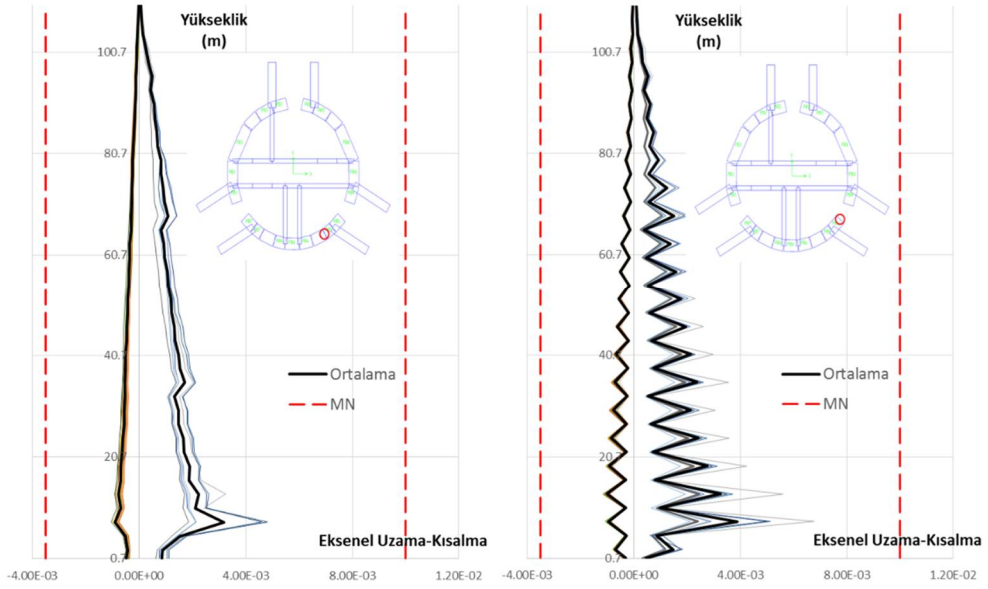 Yükseklik
(m)
100.7
80.7
60.7
40.7
20.7
0.7
Ortalama
MN
Eksenel Uzama-Kısalma
-4.00E-03 0.00E+00 4.00E-03 8.00E-03 1.20E-02
Yükseklik
(m)
100.7
80.7
60.7
40.7
20.7
0.7
Ortalama
MN
Eksenel Uzama-Kısalma
-4.00E-03 0.00E+00 4.00E-03 8.00E-03 1.20E-02